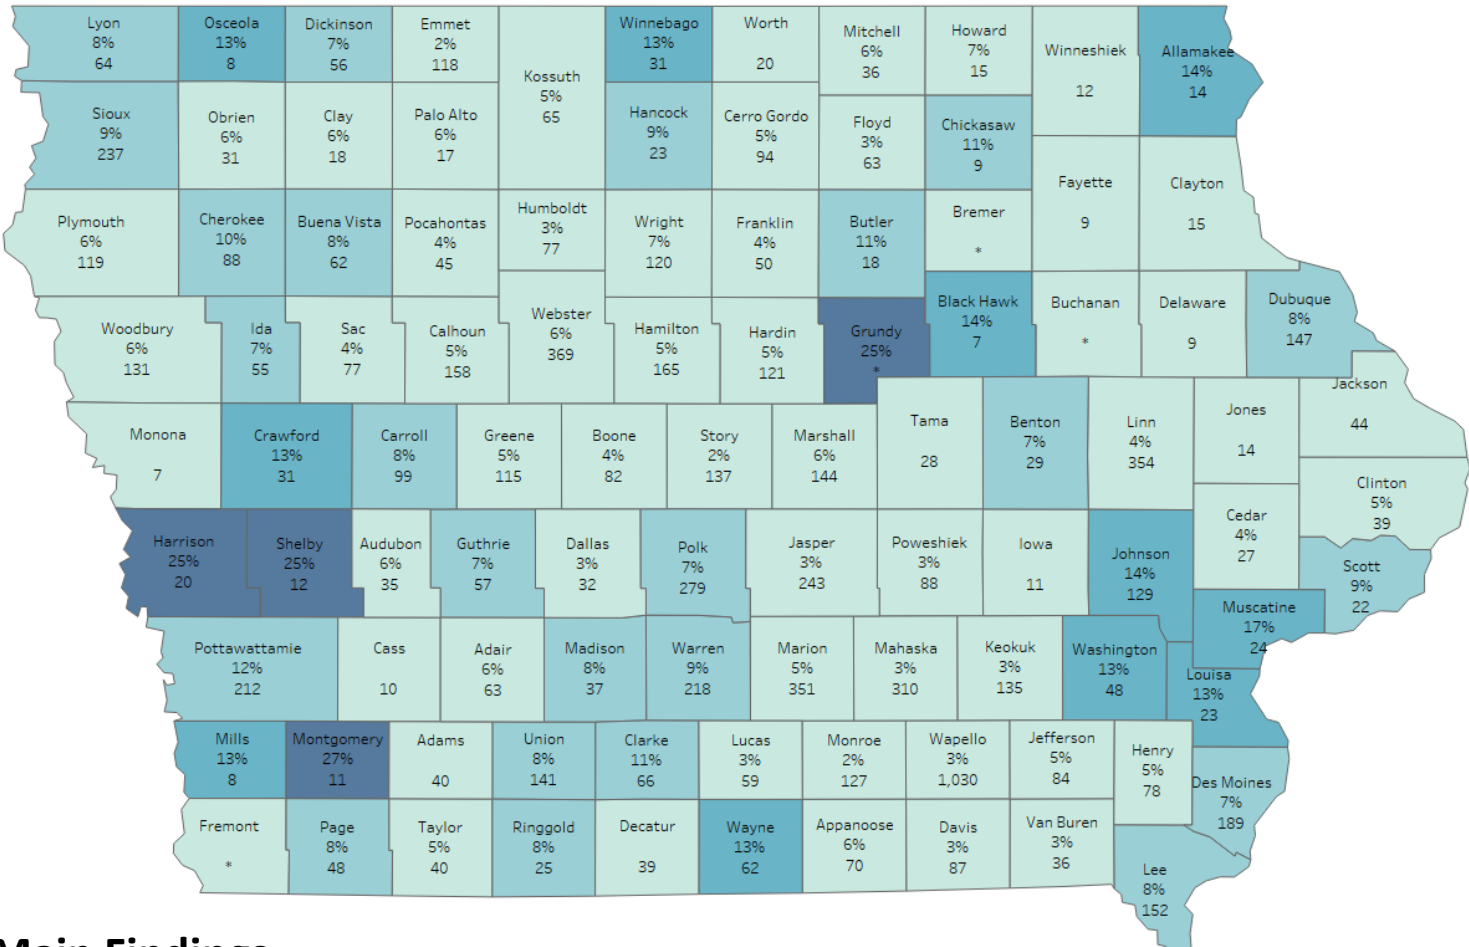 Lyon
8%
64
Osceola
13%
8
Dickinson
7%
56
Emmet
2%
118
Kossuth
5%
65
Winnebago
13%
31
Worth
20
Mitchell
6%
36
Howard
7%
15
Winneshiek
12
Allamakee
14%
14
Sioux
9%
237
Obrien
6%
31
Clay
6%
18
Palo Alto
6%
17
Hancock
9%
23
Cerro Gordo
5%
94
Floyd
3%
63
Chickasaw
11%
9
Fayette
9
Clayton
15
Plymouth
6%
119
Cherokee
10%
88
Buena Vista
8%
62
Pocahontas
4%
45
Humboldt
3%
77
Wright
7%
120
Franklin
4%
50
Butler
11%
18
Bremer
*
Woodbury
6%
131
Ida
7%
55
Sac
4%
77
Calhoun
5%
158
Webster
6%
369
Hamilton
5%
165
Hardin
5%
121
Grundy
25%
*
Black Hawk
14%
7
Buchanan
*
Delaware
9
Dubuque
8%
147
Jackson
44
Monona
7
Crawford
13%
31
Carroll
8%
99
Greene
5%
115
Boone
4%
82
Story
2%
137
Marshall
6%
144
Tama
28
Benton
7%
29
Linn
4%
354
Jones
14
Clinton
5%
39
Harrison
25%
20
Shelby
25%
12
Audubon
6%
35
Guthrie
7%
57
Dallas
3%
32
Polk
7%
279
Jasper
3%
243
Poweshiek
3%
88
Iowa
11
Johnson
14%
129
Cedar
4%
27
Scott
9%
22
Muscatine
17%
24
Pottawattamie
12%
212
Cass
10
Adair
6%
63
Madison
8%
37
Warren
9%
218
Marion
5%
351
Mahaska
3%
310
Keokuk
3%
135
Washington
13%
48
Louisa
13%
23
Mills
13%
8
Montgomery
27%
11
Adams
40
Union
8%
141
Clarke
11%
66
Lucas
3%
59
Monroe
2%
127
Wapello
3%
1,030
Jefferson
5%
84
Henry
5%
78
Des Moines
7%
189
Fremont
*
Page
8%
48
Taylor
5%
40
Ringgold
8%
25
Decatur
39
Wayne
13%
62
Appanoose
6%
70
Davis
3%
87
Van Buren
3%
36
Lee
8%
152
Main Findings